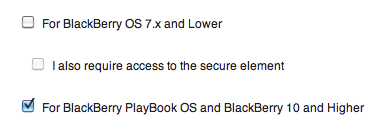 For BlackBerry OS 7.x and Lower
I also require access to the secure element
For BlackBerry PlayBook OS and BlackBerry 10 and Higher